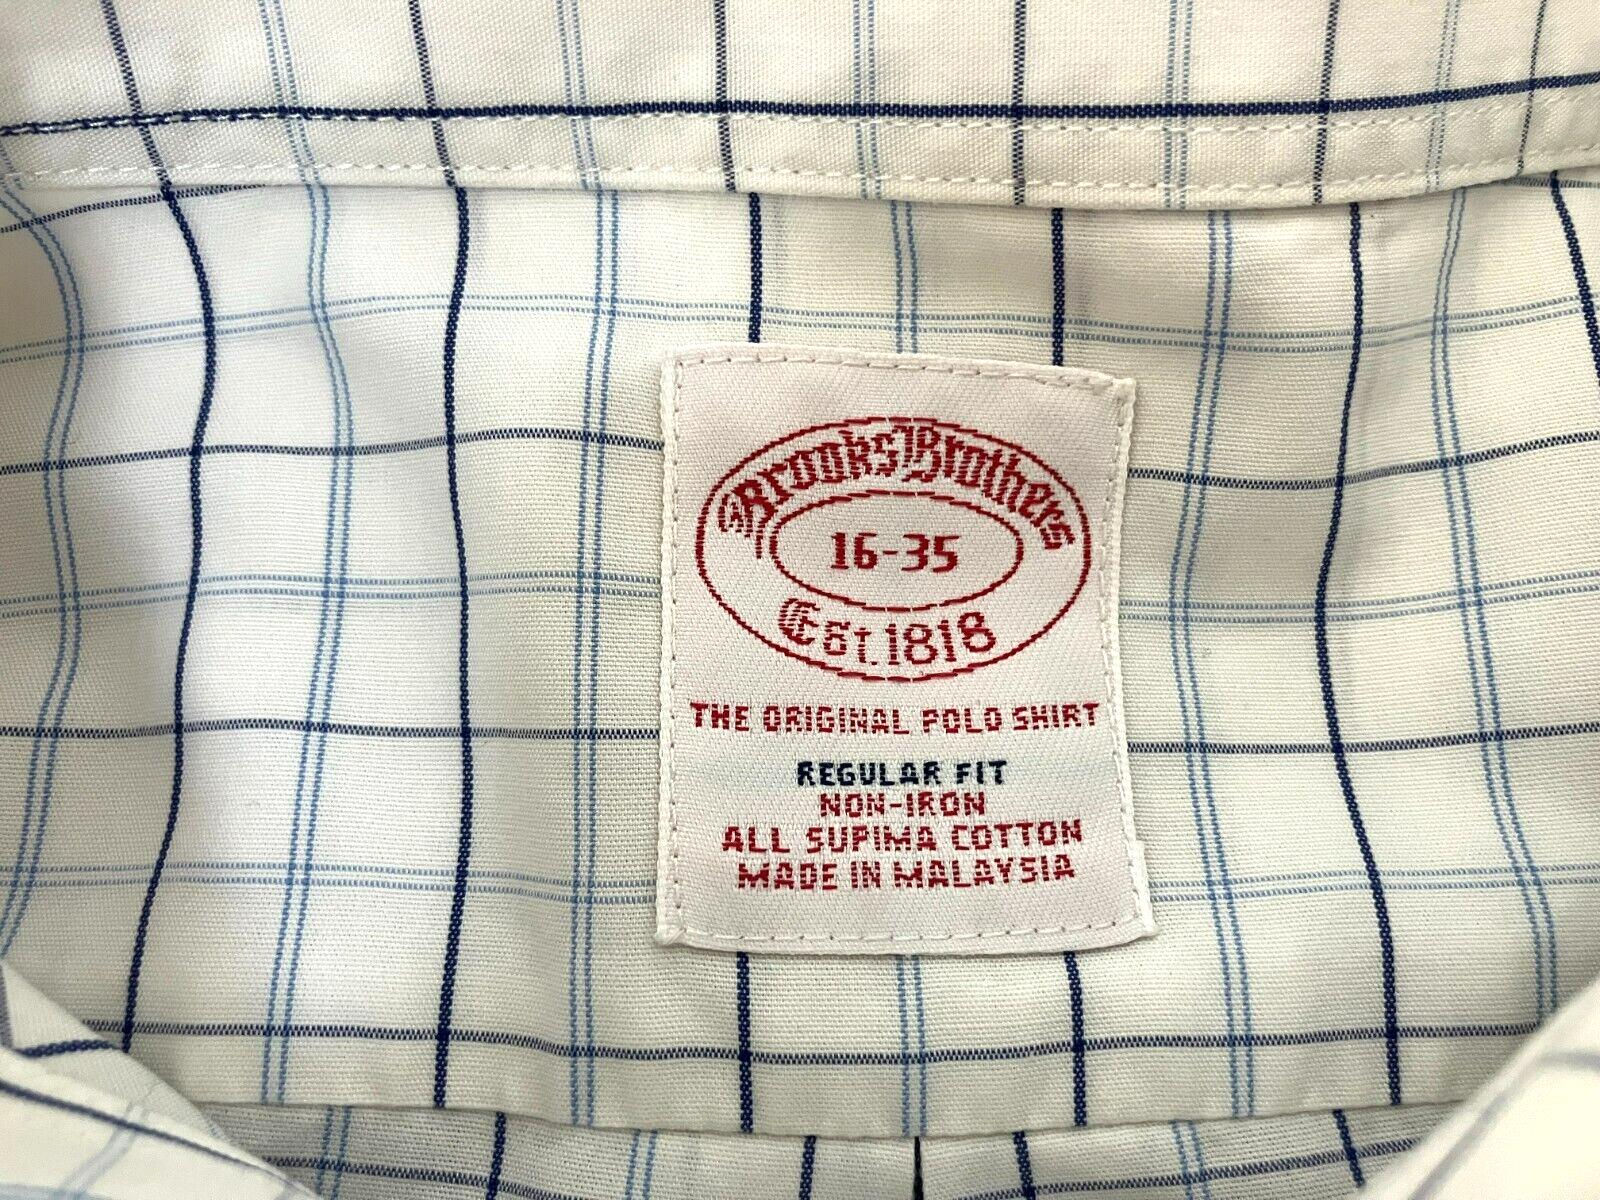 Brooks Brothers
16-35
Est. 1818
THE ORIGINAL POLO SHIRT
REGULAR FIT
NON-IRON
ALL SUPIMA COTTON
MADE IN MALAYSIA